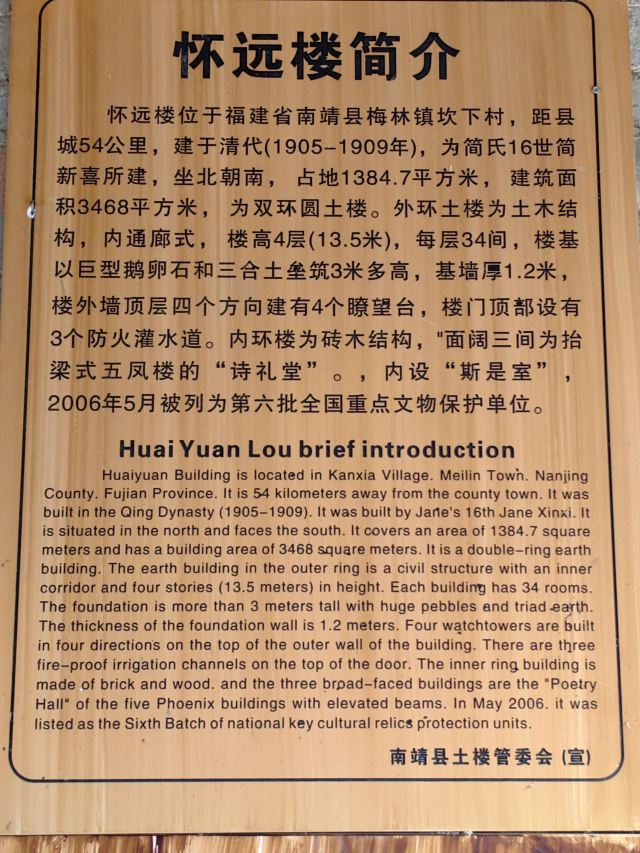 怀远楼简介
怀远楼位于福建省南靖县梅林镇坎下村，距县
城54公里，建于清代(1905-1909年)，为简氏16世简
新喜所建，坐北朝南，占地1384.7平方米，建筑面
积3468平方米，为双环圆土楼。外环土楼为土木结
构，内通廊式，楼高4层(13.5米)，每层34间，楼基
以巨型鹅卵石和三合土垒筑3米多高，基墙厚1.2米，
楼外墙顶层四个方向建有4个瞭望台，楼门顶部设有
3个防火灌水道。内环楼为砖木结构，"面阔三间为抬
梁式五凤楼的“诗礼堂”。，内设“斯是室”，
2006年5月被列为第六批全国重点文物保护单位。
Huai Yuan Lou brief introduction
Huaiyuan Building is located in Kanxia Village. Meilin Town. Nanjing
County. Fujian Province. It is 54 kilometers away from the county town. It was
built in the Qing Dynasty (1905-1909). It was built by Jane's 16th Jane Xinxi. It
is situated in the north and faces the south. It covers an area of 1384.7 square
meters and has a building area of 3468 square meters. It is a double-ring earth
building. The earth building in the outer ring is a civil structure with an inner
corridor and four stories (13.5 meters) in height. Each building has 34 rooms.
The foundation is more than 3 meters tall with huge pebbles and triad earth.
The thickness of the foundation wall is 1.2 meters. Four watchtowers are built
in four directions on the top of the outer wall of the building. There are three
fire-proof irrigation channels on the top of the door. The inner ring building is
made of brick and wood. and the three broad-faced buildings are the "Poetry
Hall" of the five Phoenix buildings with elevated beams. In May 2006. it was
listed as the Sixth Batch of national key cultural relics protection units.
南靖县土楼管委会 (宣)